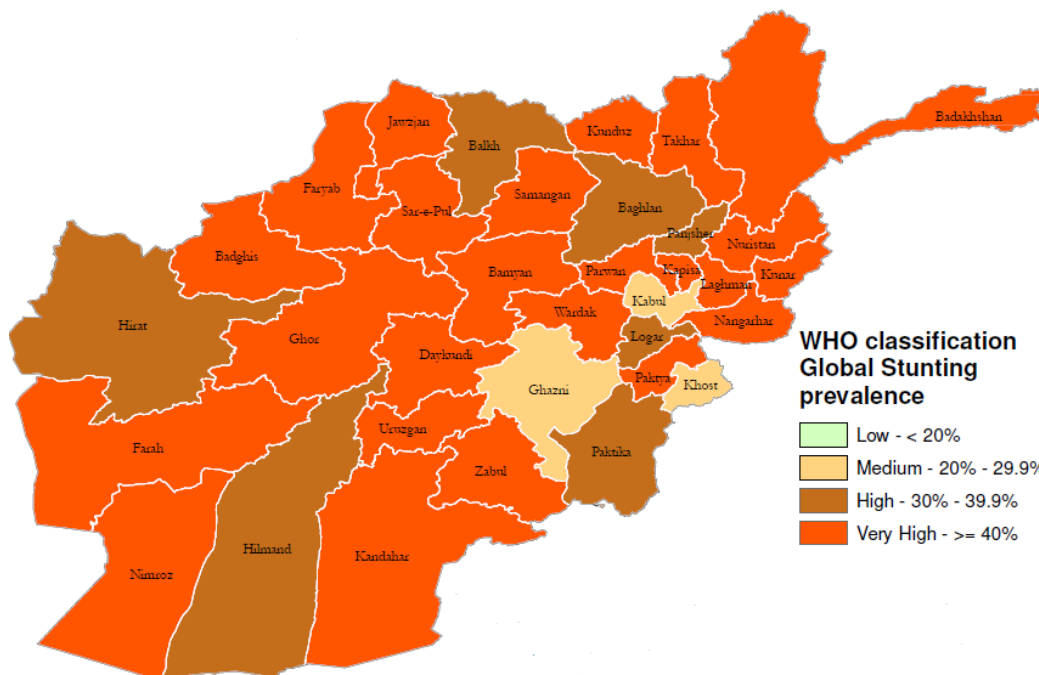 Badakhshan
Jawzjan
Kunduz
Takhar
Balkh
Faryab
Samangan
Sar-e-Pul
Baghlan
Panjsher
Nuristan
Badghis
Bamyan
Parwan
Kapisa
Kunar
Laghman
Kabul
Hirat
Wardak
Nangarhar
Ghor
Logar
Daykundi
Paktya
Khost
Ghazni
Uruzgan
Farah
Paktika
Zabul
Hilmand
Kandahar
Nimroz
WHO classification
Global Stunting
prevalence
Low - < 20%
Medium - 20% - 29.9%
High - 30% - 39.9%
Very High - >= 40%